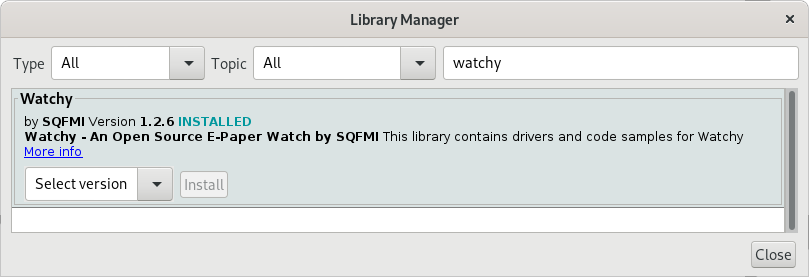 Library Manager ×
Type All Topic All watchy
Watchy
by SQFMI Version 1.2.6 INSTALLED
Watchy - An Open Source E-Paper Watch by SQFMI This library contains drivers and code samples for Watchy
More info
Select version Install
Close